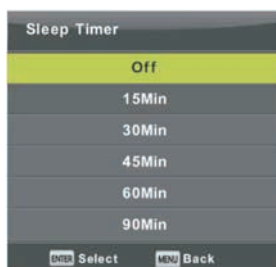 Sleep Timer
Off
15Min
30Min
45Min
60Min
90Min
ENTER Select MENU Back